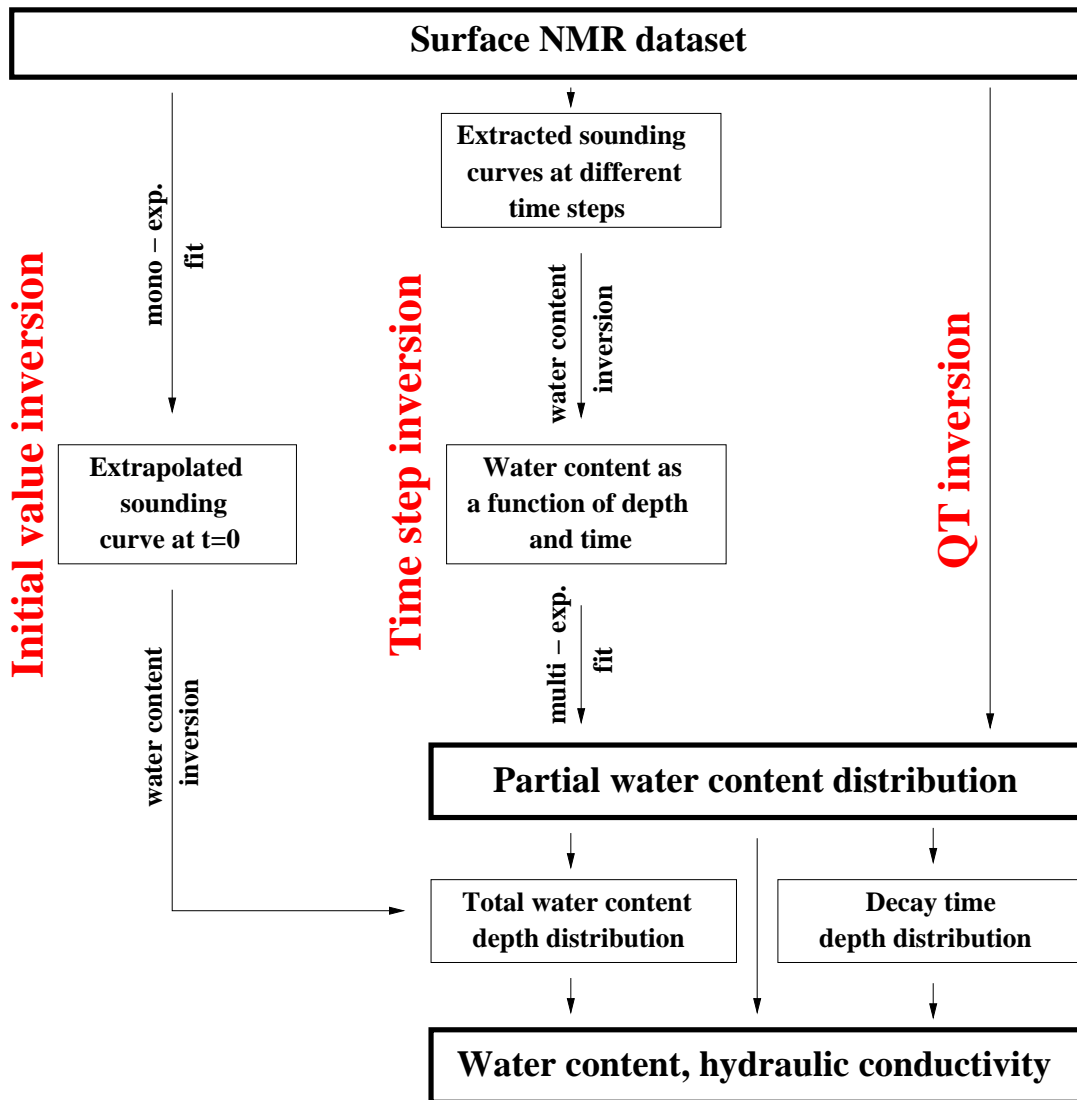 Surface NMR dataset
Initial value inversion
mono – exp.
fit
Extrapolated
sounding
curve at t=0
water content
inversion
Time step inversion
Extracted sounding
curves at different
time steps
water content
inversion
Water content as
a function of depth
and time
multi – exp.
fit
QT inversion
Partial water content distribution
Total water content
depth distribution
Decay time
depth distribution
Water content, hydraulic conductivity